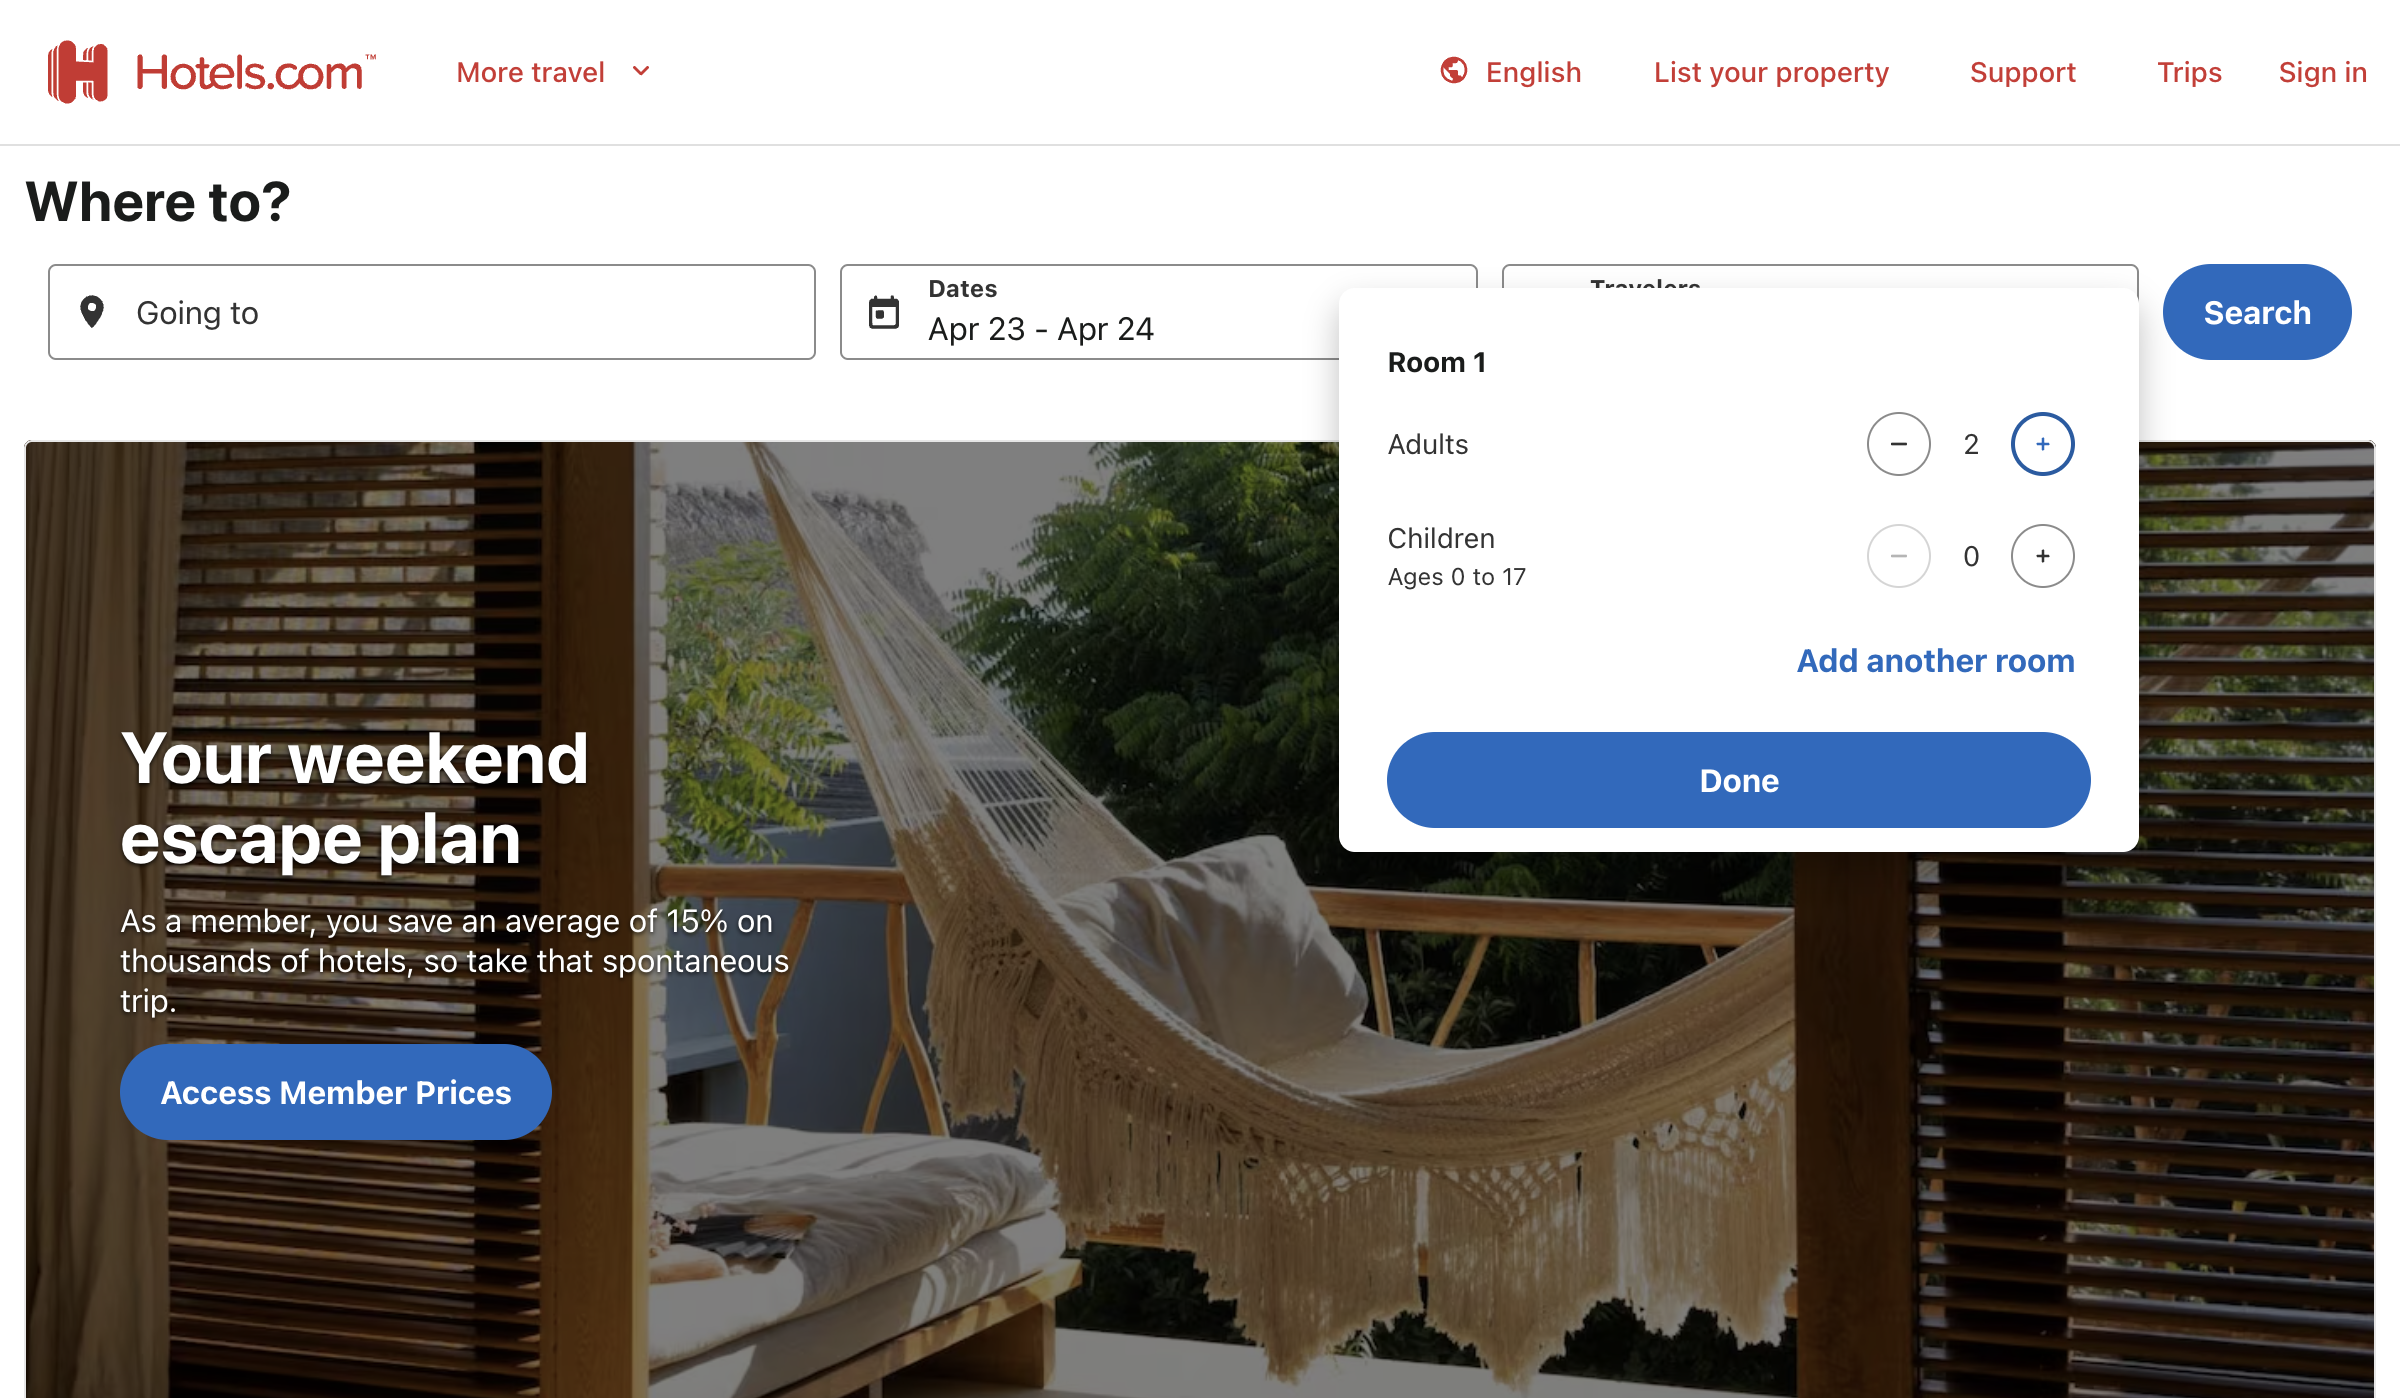 Hotels.com™
More travel
English
List your property
Support
Trips
Sign in
Where to?
Going to
Dates
Apr 23 - Apr 24
Travelers
Search
Room 1
Adults
2
Children
0
Ages 0 to 17
Add another room
Done
Your weekend
escape plan
As a member, you save an average of 15% on
thousands of hotels, so take that spontaneous
trip.
Access Member Prices